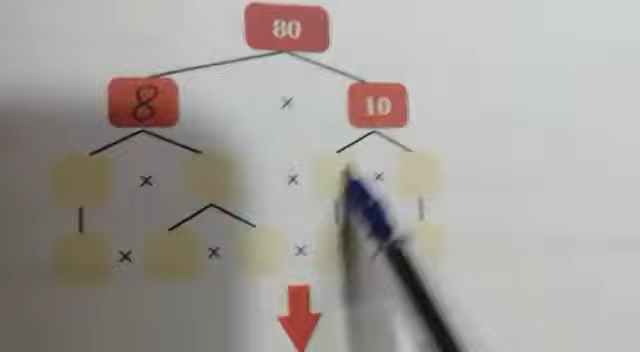 80
8 × 10
× × ×
× × ×